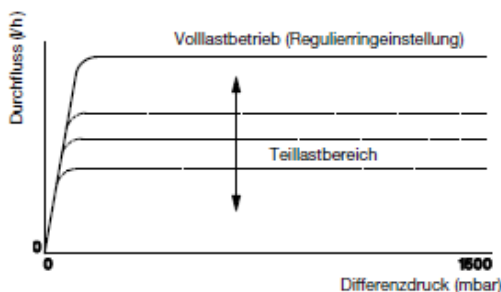 Durchfluss (l/h)
Volllastbetrieb (Regulierringeinstellung)
Teillastbereich
0
0
1500
Differenzdruck (mbar)